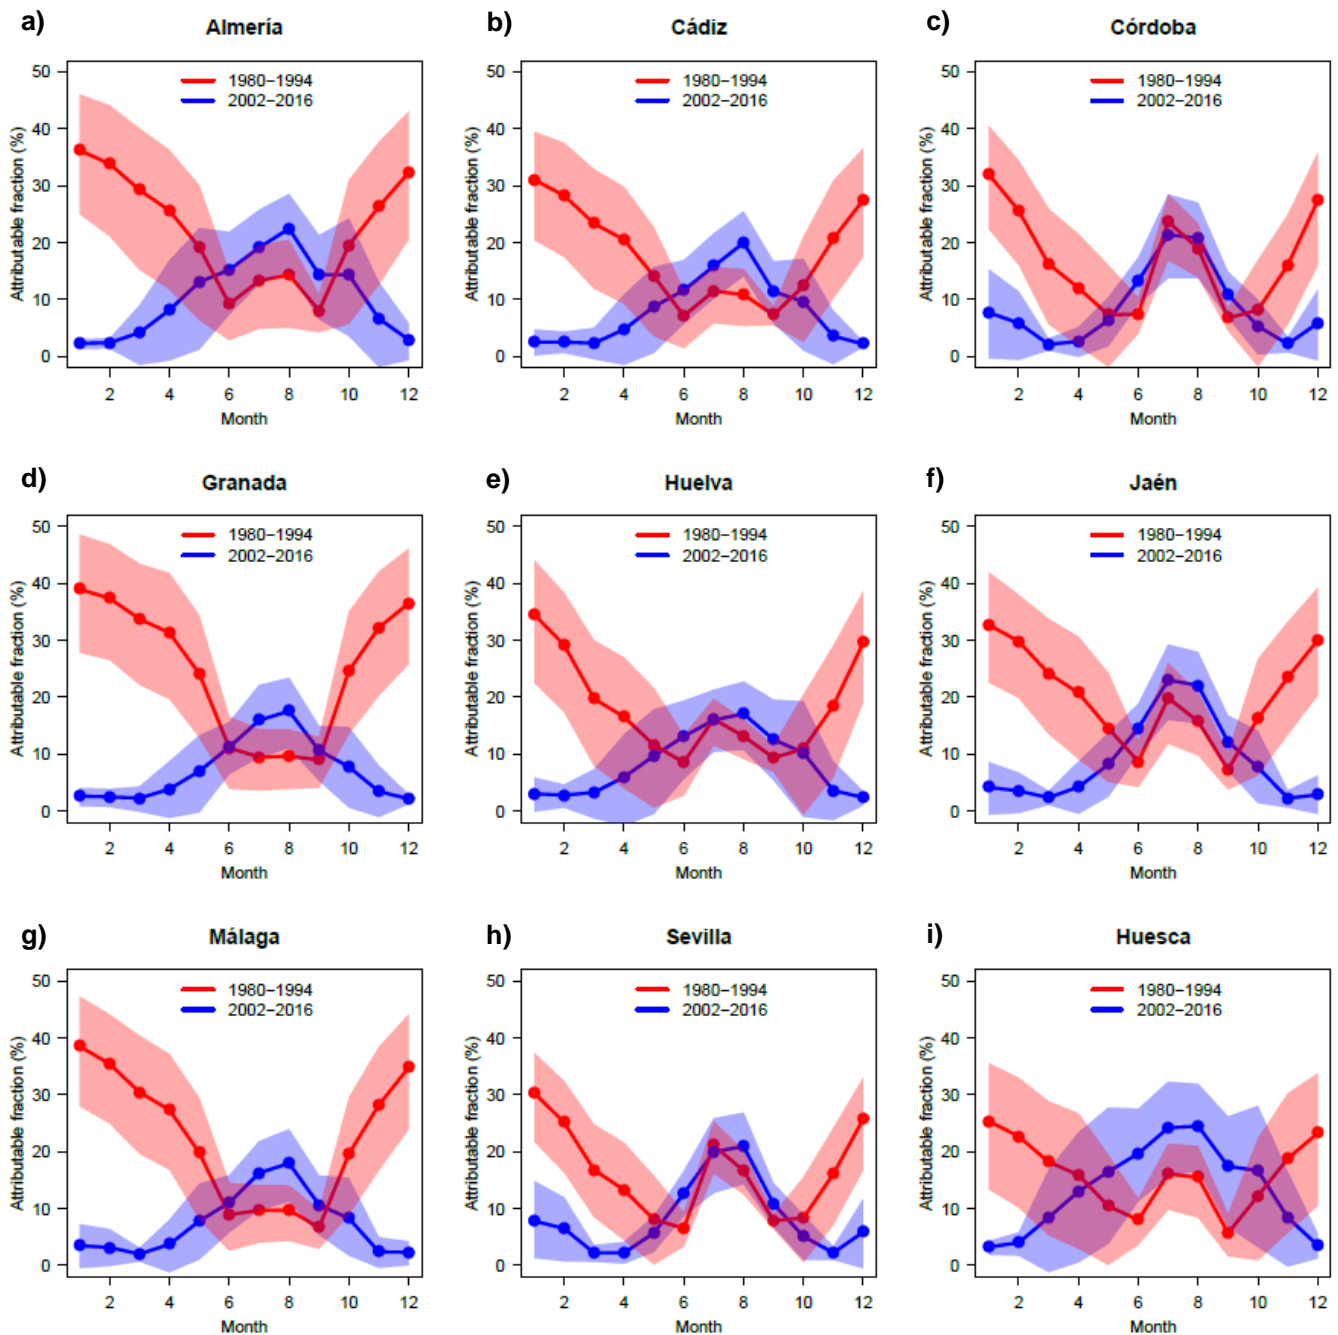 a) Almería
50
40
30
20
10
0
Attributable fraction (%)
1980−1994
2002−2016
2 4 6 8 10 12
Month
b) Cádiz
50
40
30
20
10
0
Attributable fraction (%)
1980−1994
2002−2016
2 4 6 8 10 12
Month
c) Córdoba
50
40
30
20
10
0
Attributable fraction (%)
1980−1994
2002−2016
2 4 6 8 10 12
Month
d) Granada
50
40
30
20
10
0
Attributable fraction (%)
1980−1994
2002−2016
2 4 6 8 10 12
Month
e) Huelva
50
40
30
20
10
0
Attributable fraction (%)
1980−1994
2002−2016
2 4 6 8 10 12
Month
f) Jaén
50
40
30
20
10
0
Attributable fraction (%)
1980−1994
2002−2016
2 4 6 8 10 12
Month
g) Málaga
50
40
30
20
10
0
Attributable fraction (%)
1980−1994
2002−2016
2 4 6 8 10 12
Month
h) Sevilla
50
40
30
20
10
0
Attributable fraction (%)
1980−1994
2002−2016
2 4 6 8 10 12
Month
i) Huesca
50
40
30
20
10
0
Attributable fraction (%)
1980−1994
2002−2016
2 4 6 8 10 12
Month